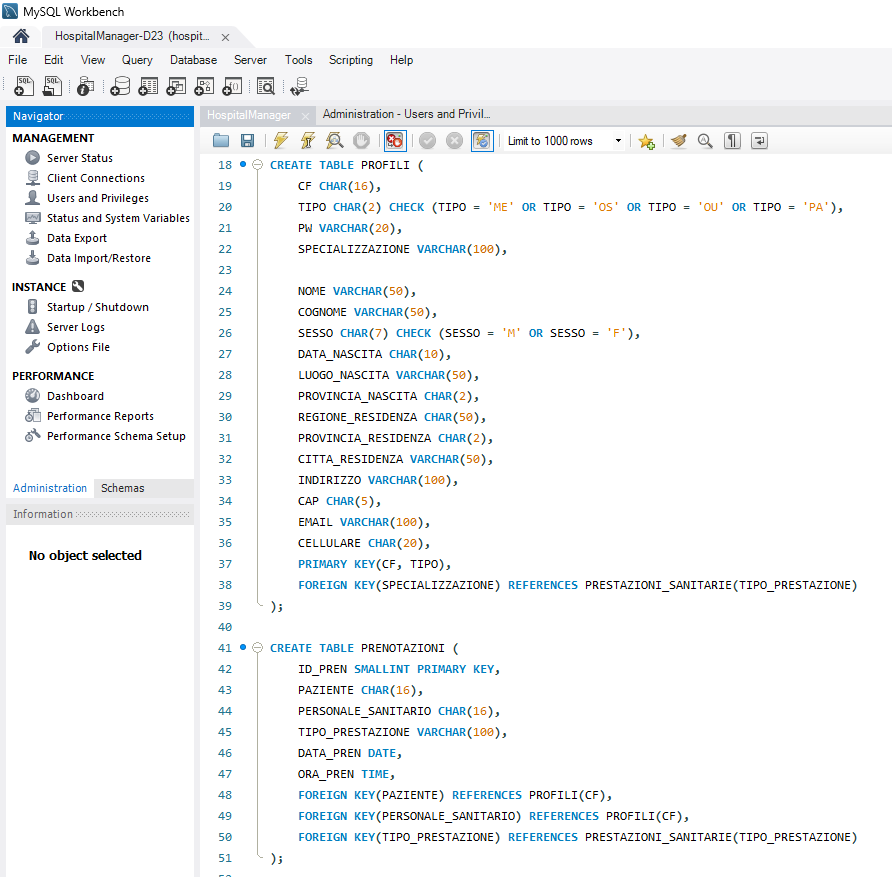 MySQL Workbench
HospitalManager-D23 (hospit... ×
File Edit View Query Database Server Tools Scripting Help
Navigator
MANAGEMENT
Server Status
Client Connections
Users and Privileges
Status and System Variables
Data Export
Data Import/Restore
INSTANCE
Startup / Shutdown
Server Logs
Options File
PERFORMANCE
Dashboard
Performance Reports
Performance Schema Setup
Administration Schemas
Information
No object selected
HospitalManager × Administration - Users and Privil...
Limit to 1000 rows
18 CREATE TABLE PROFILI (
19 CF CHAR(16),
20 TIPO CHAR(2) CHECK (TIPO = 'ME' OR TIPO = 'OS' OR TIPO = 'OU' OR TIPO = 'PA'),
21 PW VARCHAR(20),
22 SPECIALIZZAZIONE VARCHAR(100),
23
24 NOME VARCHAR(50),
25 COGNOME VARCHAR(50),
26 SESSO CHAR(7) CHECK (SESSO = 'M' OR SESSO = 'F'),
27 DATA_NASCITA CHAR(10),
28 LUOGO_NASCITA VARCHAR(50),
29 PROVINCIA_NASCITA CHAR(2),
30 REGIONE_RESIDENZA CHAR(50),
31 PROVINCIA_RESIDENZA CHAR(2),
32 CITTA_RESIDENZA VARCHAR(50),
33 INDIRIZZO VARCHAR(100),
34 CAP CHAR(5),
35 EMAIL VARCHAR(100),
36 CELLULARE CHAR(20),
37 PRIMARY KEY(CF, TIPO),
38 FOREIGN KEY(SPECIALIZZAZIONE) REFERENCES PRESTAZIONI_SANITARIE(TIPO_PRESTAZIONE)
39 );
40
41 CREATE TABLE PRENOTAZIONI (
42 ID_PREN SMALLINT PRIMARY KEY,
43 PAZIENTE CHAR(16),
44 PERSONALE_SANITARIO CHAR(16),
45 TIPO_PRESTAZIONE VARCHAR(100),
46 DATA_PREN DATE,
47 ORA_PREN TIME,
48 FOREIGN KEY(PAZIENTE) REFERENCES PROFILI(CF),
49 FOREIGN KEY(PERSONALE_SANITARIO) REFERENCES PROFILI(CF),
50 FOREIGN KEY(TIPO_PRESTAZIONE) REFERENCES PRESTAZIONI_SANITARIE(TIPO_PRESTAZIONE)
51 );